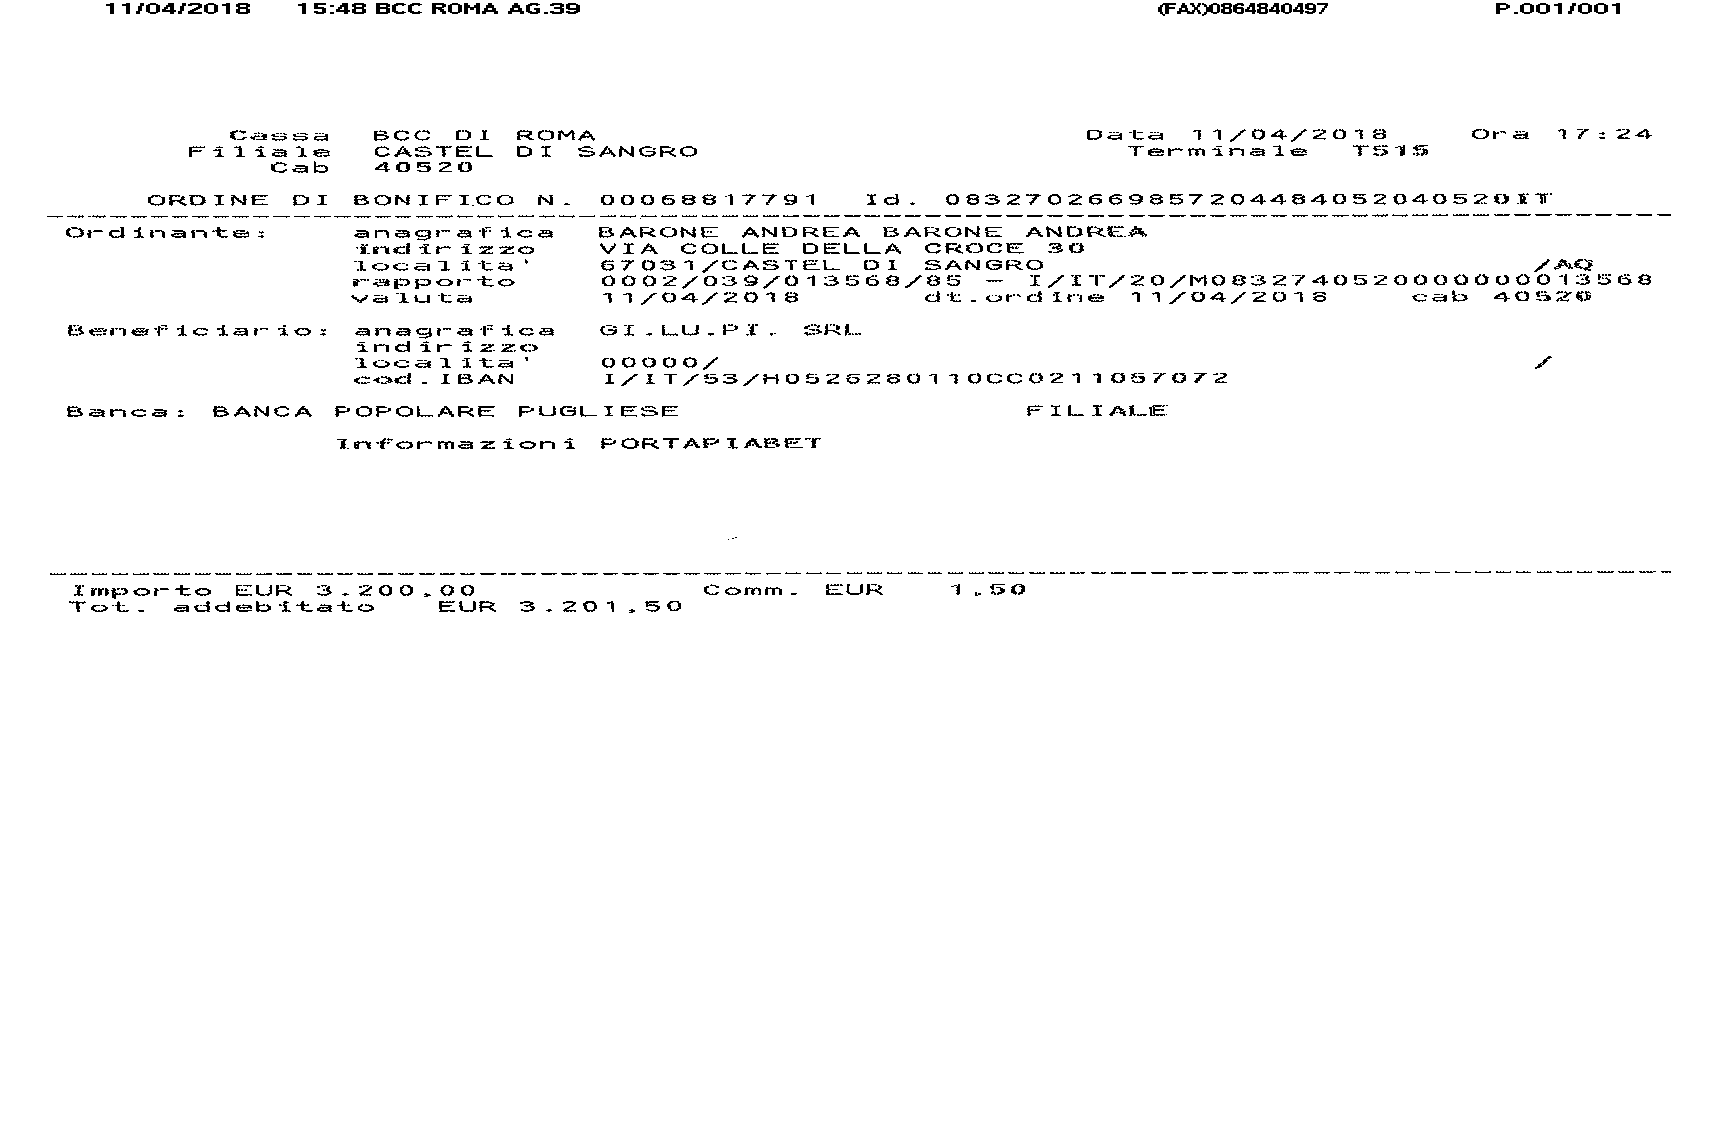 11/04/2018 15:48 BCC ROMA AG.39 (FAX)0864840497 P.001/001
Cassa BCC DI ROMA Data 11/04/2018 Ora 17:24
Filiale CASTEL DI SANGRO Terminale T515
Cab 40520
ORDINE DI BONIFICO N. 00068817791 Id. 0832702669857204484052040520IT
Ordinante: anagrafica BARONE ANDREA BARONE ANDREA
indirizzo VIA COLLE DELLA CROCE 30
localita' 67031/CASTEL DI SANGRO /AQ
rapporto 0002/039/013568/85 - I/IT/20/M0832740520000000013568
valuta 11/04/2018 dt.ordine 11/04/2018 cab 40520
Beneficiario: anagrafica GI.LU.PI. SRL
indirizzo
localita' 00000/ /
cod.IBAN I/IT/53/H0526280110CC0211057072
Banca: BANCA POPOLARE PUGLIESE FILIALE
Informazioni PORTAPIABET
Importo EUR 3.200,00 Comm. EUR 1,50
Tot. addebitato EUR 3.201,50